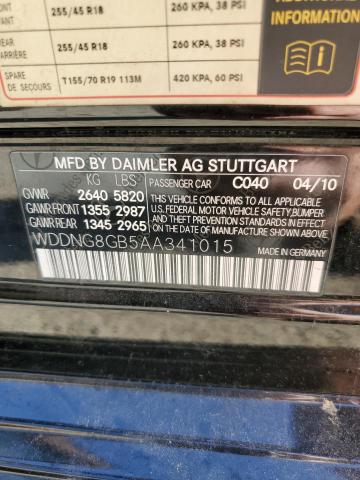 FRONT
255/45 R18 260 KPA, 38 PSI
REAR
ARRIÈRE 255/45 R18 260 KPA, 38 PSI
SPARE
DE SECOURS T155/70 R19 113M 420 KPA, 60 PSI
ADDITIONAL
INFORMATION
MFD BY DAIMLER AG STUTTGART
KG LBS PASSENGER CAR C040 04/10
GVWR 2640 5820
GAWR FRONT 1355 2987
GAWR REAR 1345 2965
THIS VEHICLE CONFORMS TO ALL APPLICABLE
U.S. FEDERAL MOTOR VEHICLE SAFETY, BUMPER,
AND THEFT PREVENTION STANDARDS IN EFFECT
ON THE DATE OF MANUFACTURE SHOWN ABOVE.
WDDNG8GB5AA341015